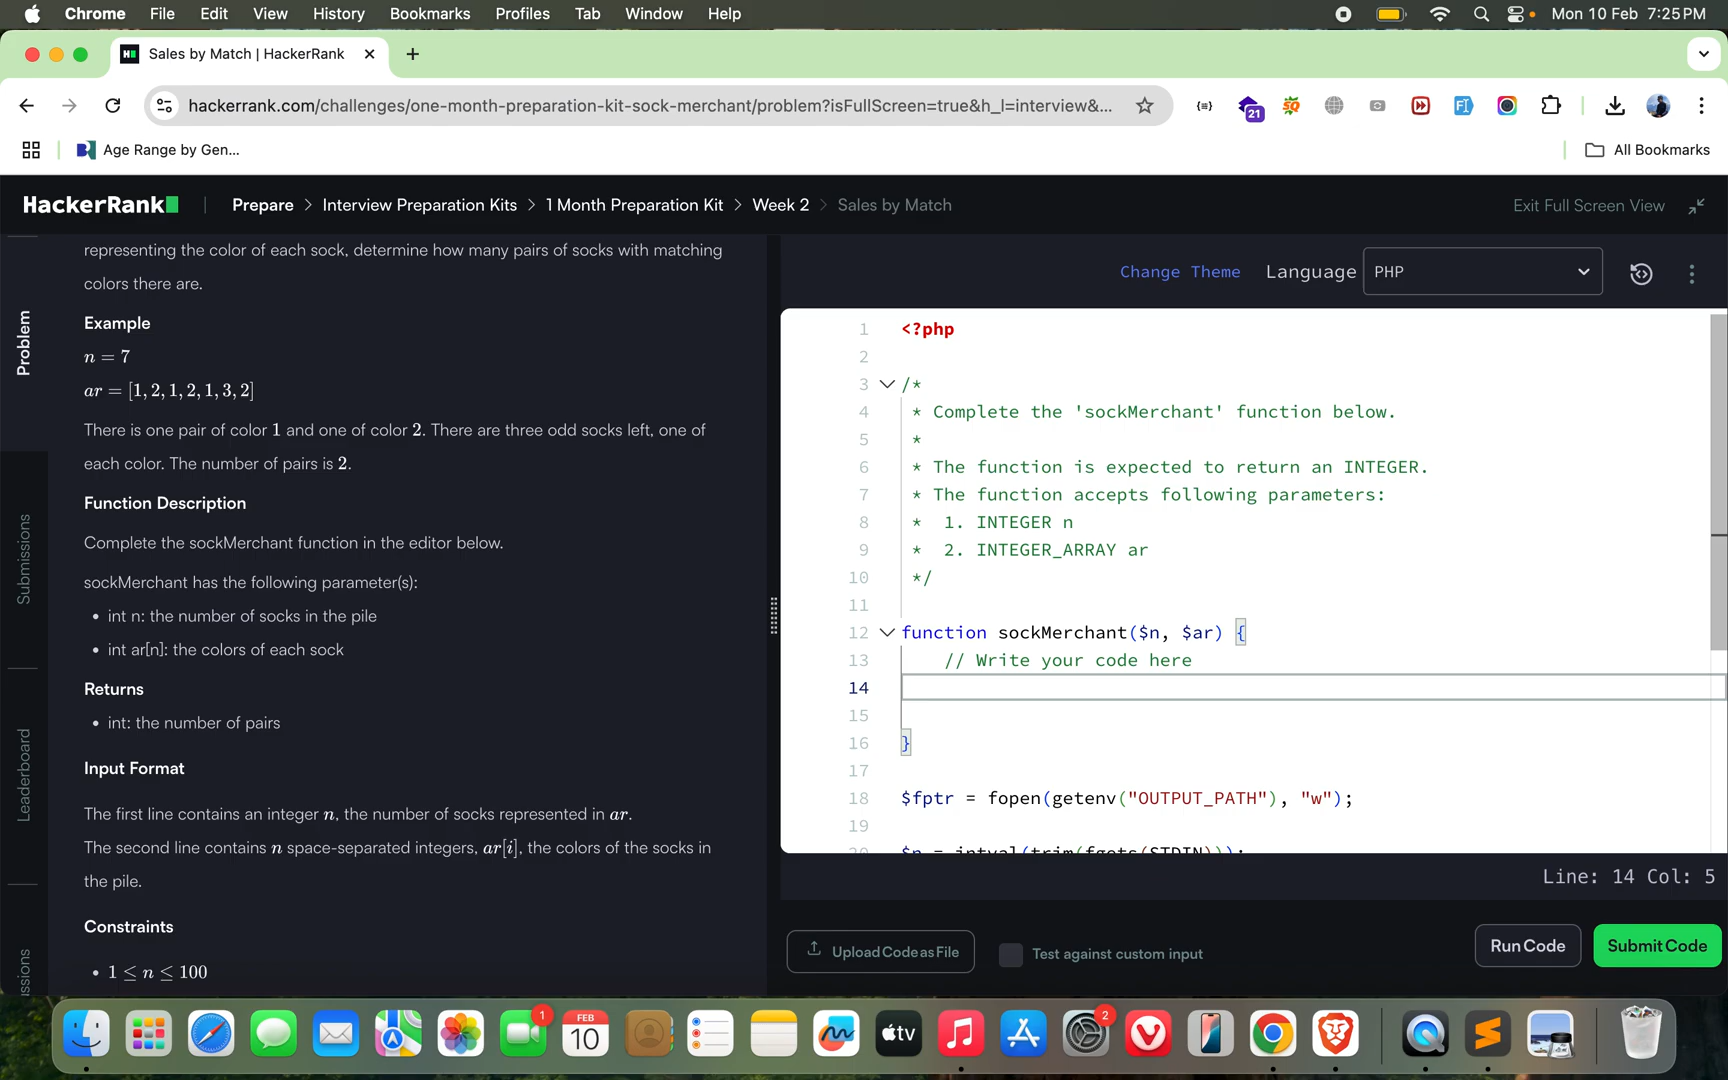 Chrome File Edit View History Bookmarks Profiles Tab Window Help Mon 10 Feb 7:25 PM
Sales by Match | HackerRank
hackerrank.com/challenges/one-month-preparation-kit-sock-merchant/problem?isFullScreen=true&h_l=interview&...
21
Age Range by Gen...
All Bookmarks
HackerRank Prepare > Interview Preparation Kits > 1 Month Preparation Kit > Week 2 > Sales by Match
Exit Full Screen View
Problem
Submissions
Leaderboard
representing the color of each sock, determine how many pairs of socks with matching
colors there are.
Example
n = 7
ar = [1, 2, 1, 2, 1, 3, 2]
There is one pair of color 1 and one of color 2. There are three odd socks left, one of
each color. The number of pairs is 2.
Function Description
Complete the sockMerchant function in the editor below.
sockMerchant has the following parameter(s):
• int n: the number of socks in the pile
• int ar[n]: the colors of each sock
Returns
• int: the number of pairs
Input Format
The first line contains an integer n, the number of socks represented in ar.
The second line contains n space-separated integers, ar[i], the colors of the socks in
the pile.
Constraints
• 1 ≤ n ≤ 100
Change Theme Language PHP
1 <?php
2
3 /*
4 * Complete the 'sockMerchant' function below.
5 *
6 * The function is expected to return an INTEGER.
7 * The function accepts following parameters:
8 * 1. INTEGER n
9 * 2. INTEGER_ARRAY ar
10 */
11
12 function sockMerchant($n, $ar) {
13 // Write your code here
14
15
16 }
17
18 $fptr = fopen(getenv("OUTPUT_PATH"), "w");
19
20 $n = intval(trim(fgets(STDIN)));
Line: 14 Col: 5
Upload Code as File
Test against custom input
Run Code
Submit Code
1
FEB
10
tv
2